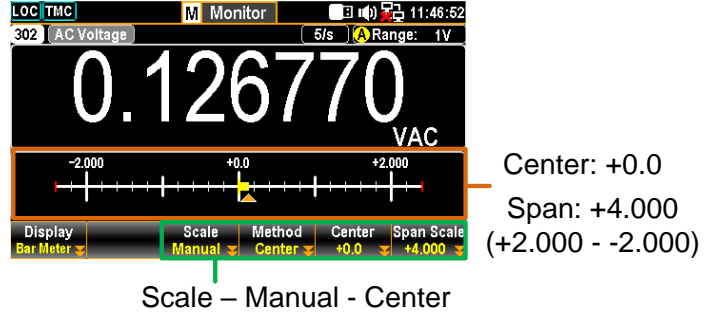 LOC TMC M Monitor 11:46:52
302 AC Voltage 5/s A Range: 1V
0.126770
VAC
-2.000 +0.0 +2.000
Center: +0.0
Span: +4.000
(+2.000 - -2.000)
Display Scale Method Center Span Scale
Bar Meter Manual Center +0.0 +4.000
Scale – Manual - Center